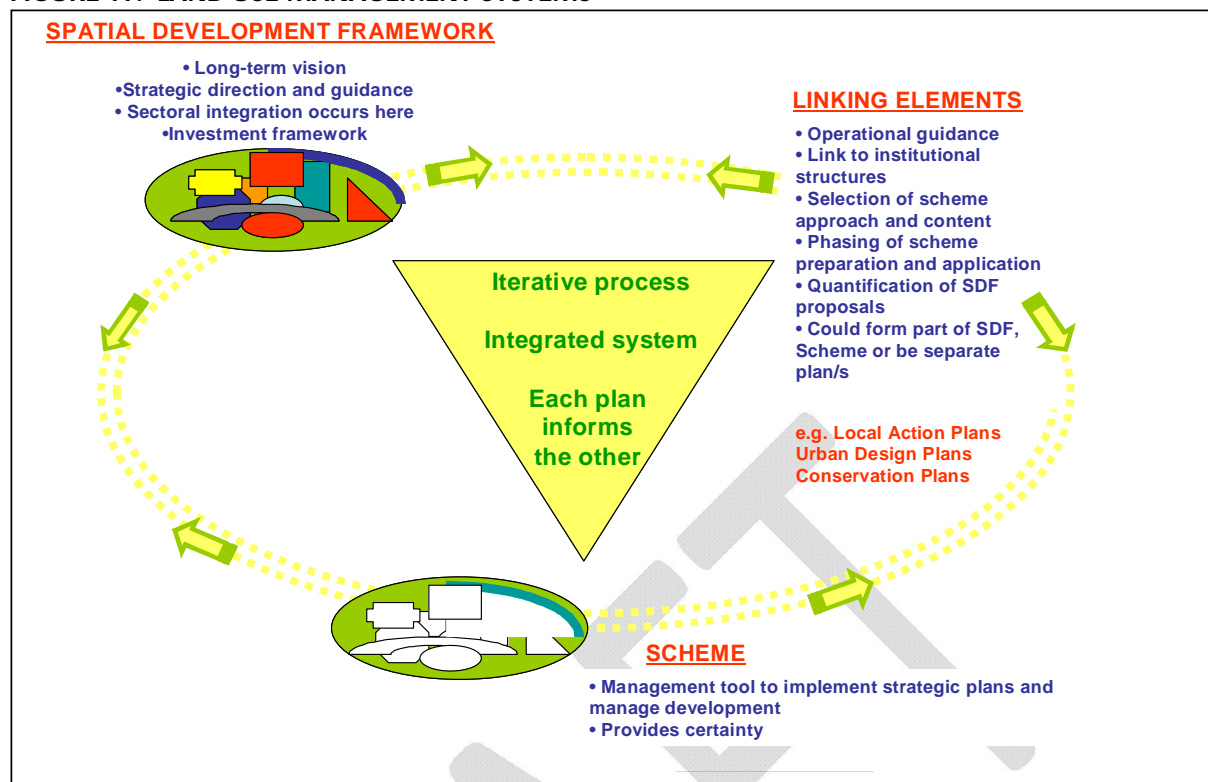 SPATIAL DEVELOPMENT FRAMEWORK
• Long-term vision
•Strategic direction and guidance
• Sectoral integration occurs here
•Investment framework
LINKING ELEMENTS
• Operational guidance
• Link to institutional
structures
• Selection of scheme
approach and content
• Phasing of scheme
preparation and application
• Quantification of SDF
proposals
• Could form part of SDF,
Scheme or be separate
plan/s
e.g. Local Action Plans
Urban Design Plans
Conservation Plans
Iterative process
Integrated system
Each plan
informs
the other
SCHEME
• Management tool to implement strategic plans and
manage development
• Provides certainty